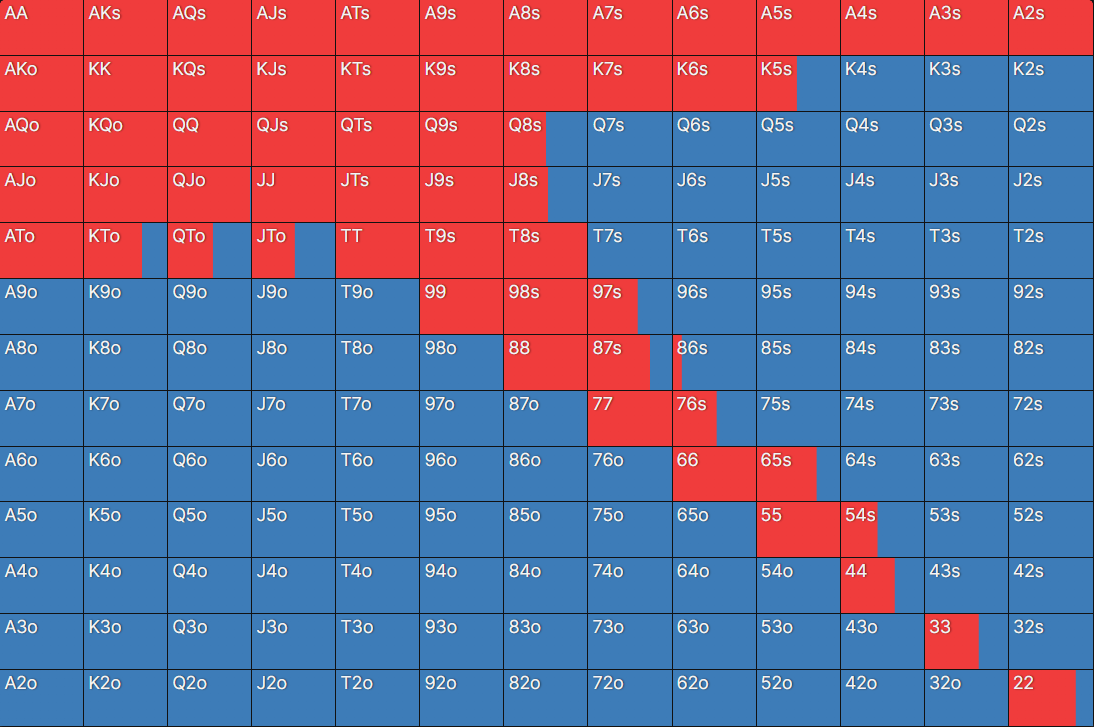 AA AKs AQs AJs ATs A9s A8s A7s A6s A5s A4s A3s A2s
AKo KK KQs KJs KTs K9s K8s K7s K6s K5s K4s K3s K2s
AQo KQo QQ QJs QTs Q9s Q8s Q7s Q6s Q5s Q4s Q3s Q2s
AJo KJo QJo JJ JTs J9s J8s J7s J6s J5s J4s J3s J2s
ATo KTo QTo JTo TT T9s T8s T7s T6s T5s T4s T3s T2s
A9o K9o Q9o J9o T9o 99 98s 97s 96s 95s 94s 93s 92s
A8o K8o Q8o J8o T8o 98o 88 87s 86s 85s 84s 83s 82s
A7o K7o Q7o J7o T7o 97o 87o 77 76s 75s 74s 73s 72s
A6o K6o Q6o J6o T6o 96o 86o 76o 66 65s 64s 63s 62s
A5o K5o Q5o J5o T5o 95o 85o 75o 65o 55 54s 53s 52s
A4o K4o Q4o J4o T4o 94o 84o 74o 64o 54o 44 43s 42s
A3o K3o Q3o J3o T3o 93o 83o 73o 63o 53o 43o 33 32s
A2o K2o Q2o J2o T2o 92o 82o 72o 62o 52o 42o 32o 22